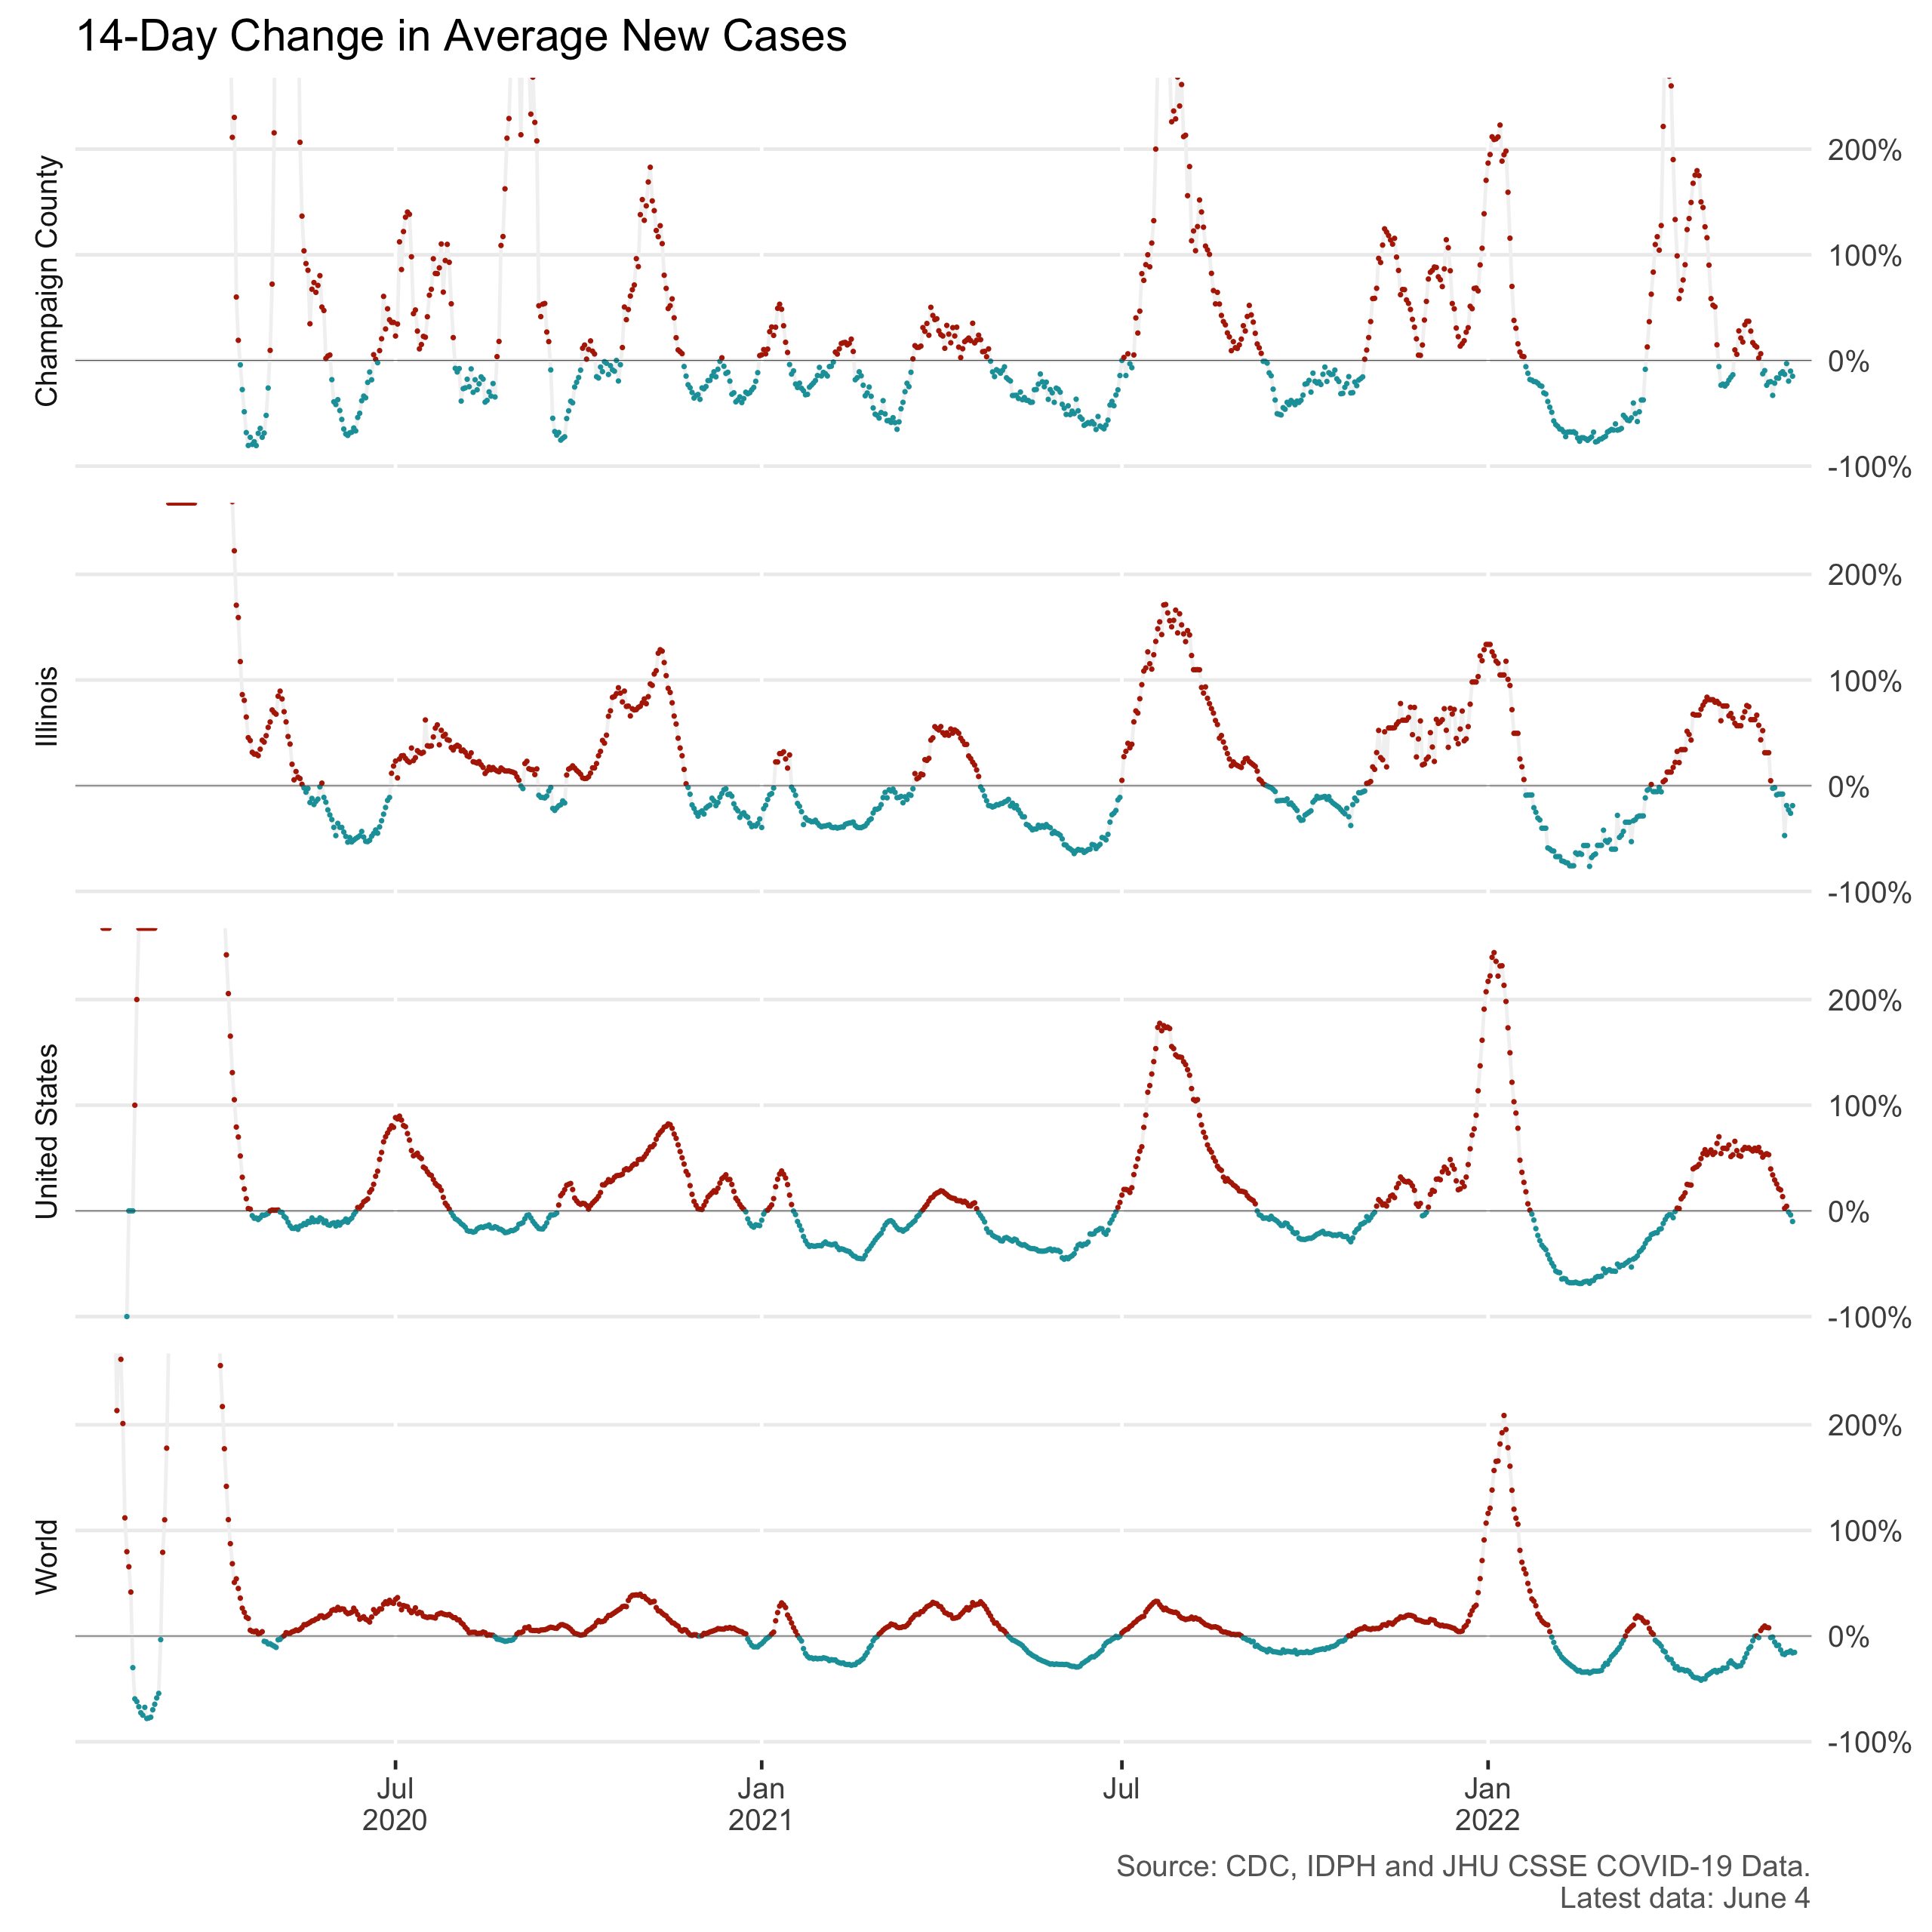 14-Day Change in Average New Cases
Champaign County
200%
100%
0%
-100%
Illinois
200%
100%
0%
-100%
United States
200%
100%
0%
-100%
World
200%
100%
0%
-100%
Jul
2020
Jan
2021
Jul
Jan
2022
Source: CDC, IDPH and JHU CSSE COVID-19 Data.
Latest data: June 4